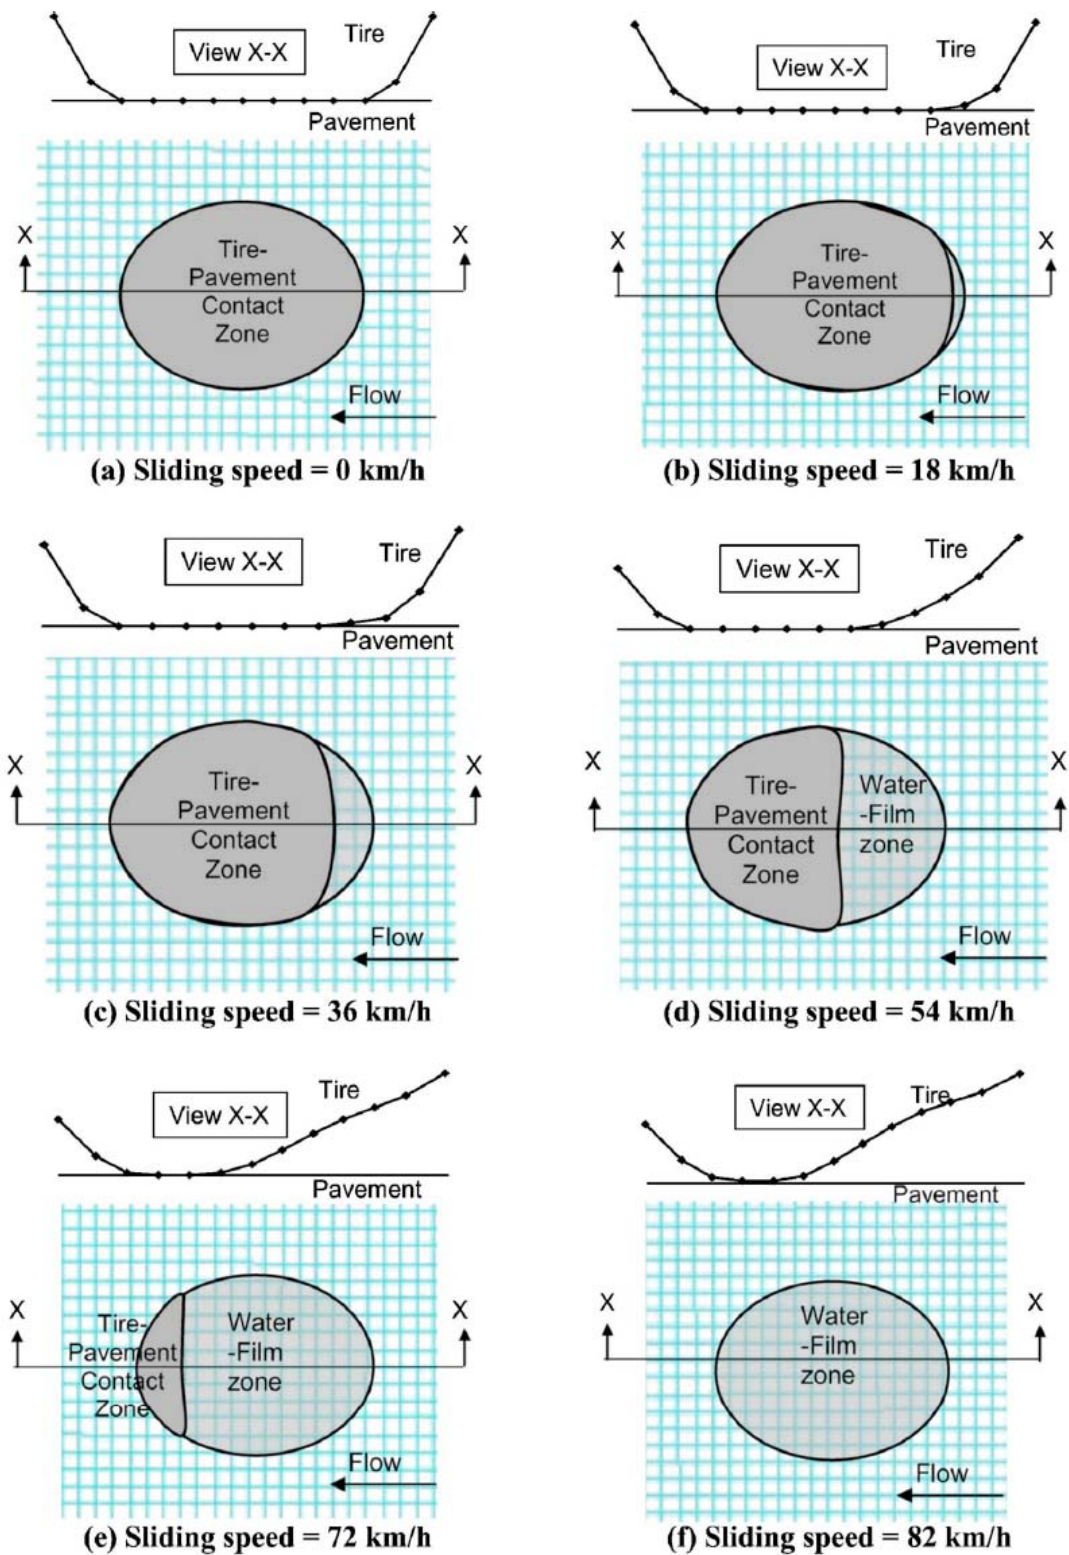 View X-X
Tire
Pavement
X
X
Tire-
Pavement
Contact
Zone
Flow
(a) Sliding speed = 0 km/h
View X-X
Tire
Pavement
X
X
Tire-
Pavement
Contact
Zone
Flow
(b) Sliding speed = 18 km/h
View X-X
Tire
Pavement
X
X
Tire-
Pavement
Contact
Zone
Flow
(c) Sliding speed = 36 km/h
View X-X
Tire
Pavement
X
X
Tire-
Pavement
Contact
Zone
Water
-Film
zone
Flow
(d) Sliding speed = 54 km/h
View X-X
Tire
Pavement
X
X
Tire-
Pavement
Contact
Zone
Water
-Film
zone
Flow
(e) Sliding speed = 72 km/h
View X-X
Tire
Pavement
X
X
Water
-Film
zone
Flow
(f) Sliding speed = 82 km/h